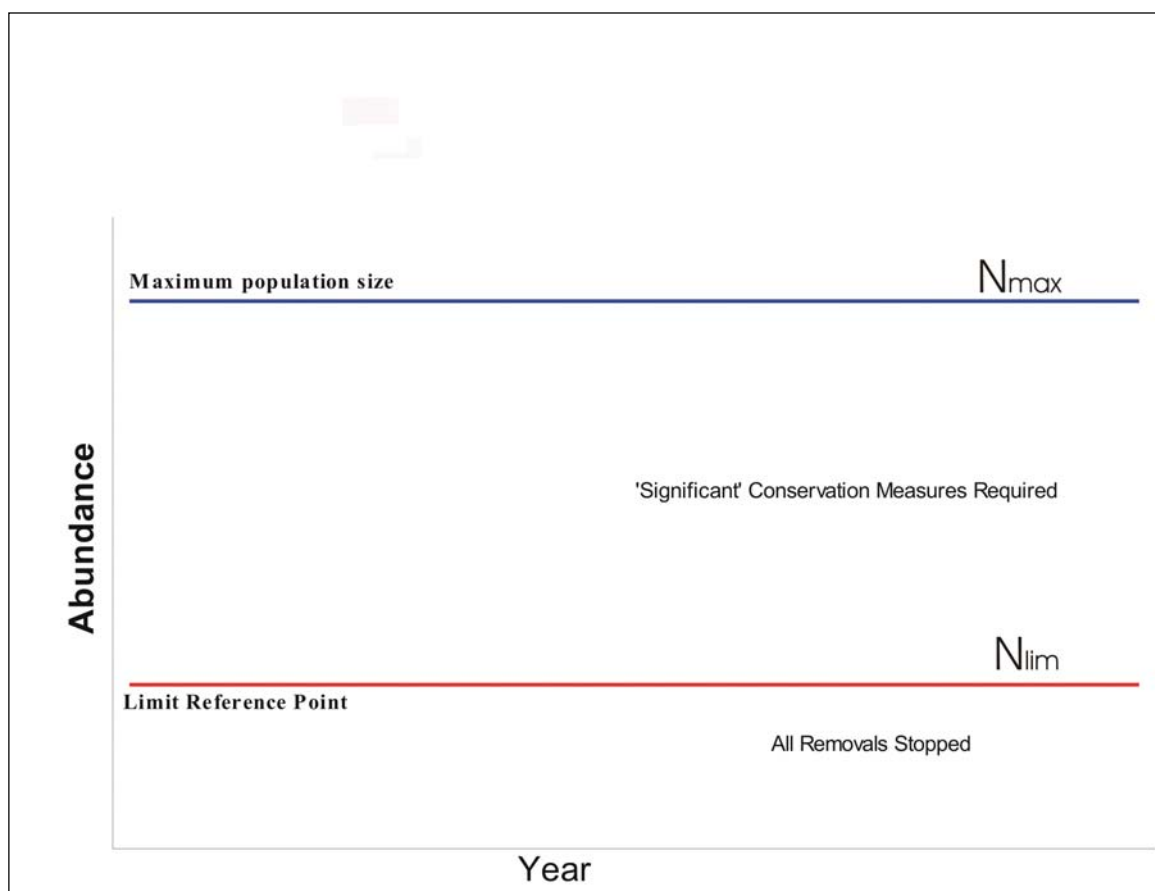 Maximum population size
Nmax
Abundance
'Significant' Conservation Measures Required
Nlim
Limit Reference Point
All Removals Stopped
Year